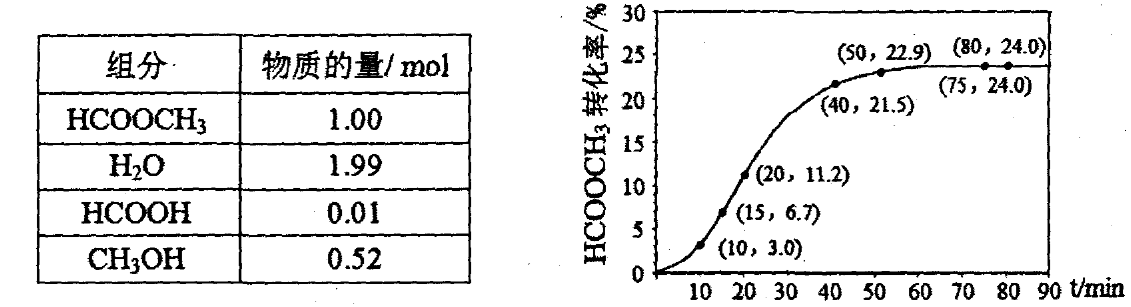 组分 物质的量/ mol
HCOOCH₃ 1.00
H₂O 1.99
HCOOH 0.01
CH₃OH 0.52
HCOOCH₃ 转化率/%
30
25
20
15
10
5
0
(50，22.9) (80，24.0)
(75，24.0)
(40，21.5)
(20，11.2)
(15，6.7)
(10，3.0)
10 20 30 40 50 60 70 80 90 t/min